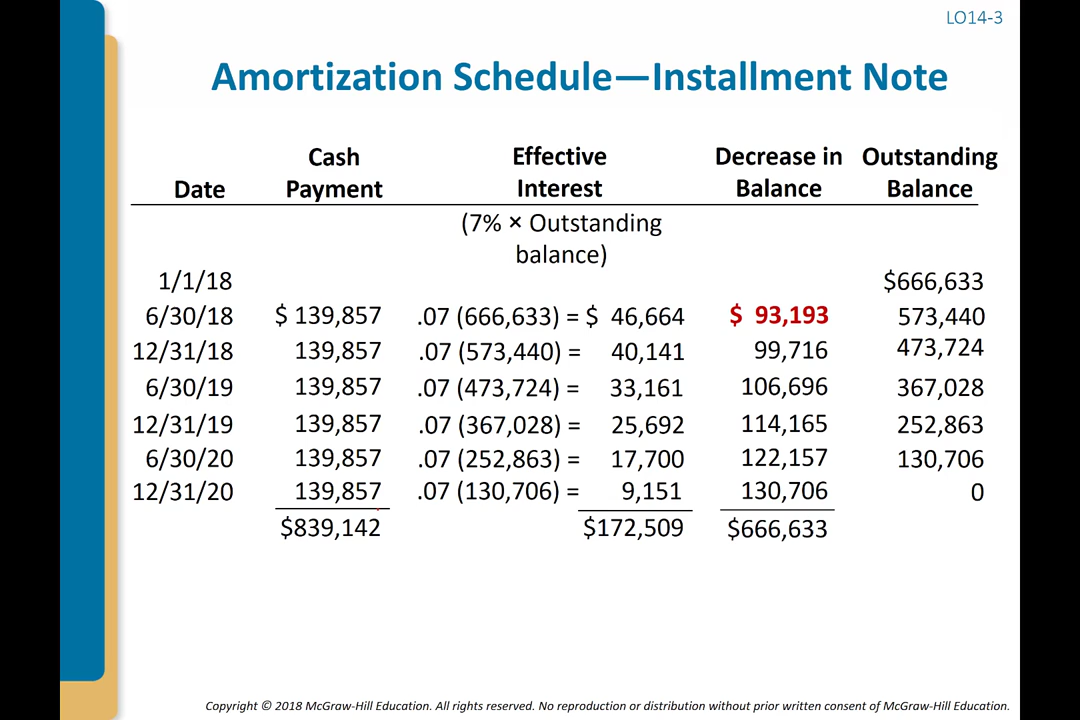 LO14-3
Amortization Schedule—Installment Note
Cash Effective Decrease in Outstanding
Date Payment Interest Balance Balance
(7% × Outstanding
balance)
1/1/18 $666,633
6/30/18 $ 139,857 .07 (666,633) = $ 46,664 $ 93,193 573,440
12/31/18 139,857 .07 (573,440) = 40,141 99,716 473,724
6/30/19 139,857 .07 (473,724) = 33,161 106,696 367,028
12/31/19 139,857 .07 (367,028) = 25,692 114,165 252,863
6/30/20 139,857 .07 (252,863) = 17,700 122,157 130,706
12/31/20 139,857 .07 (130,706) = 9,151 130,706 0
$839,142 $172,509 $666,633
Copyright © 2018 McGraw-Hill Education. All rights reserved. No reproduction or distribution without prior written consent of McGraw-Hill Education.